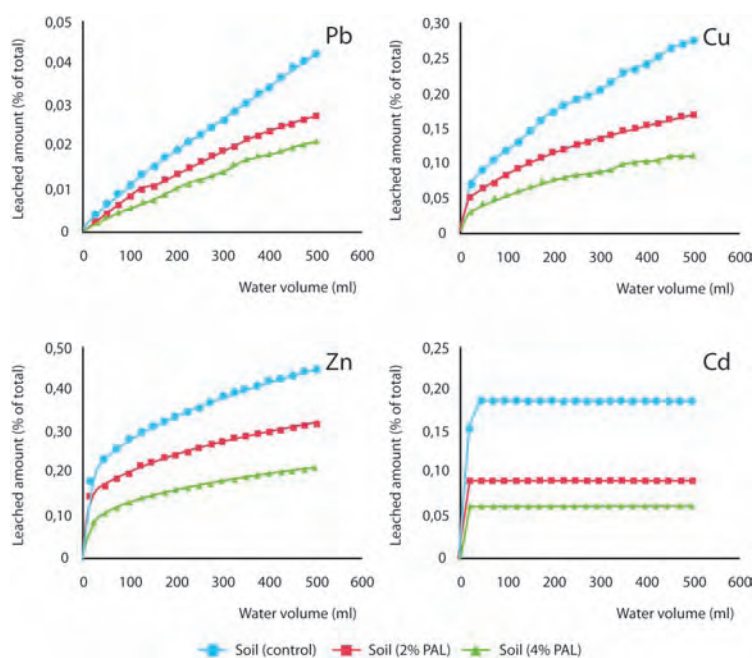 Pb
Leached amount (% of total)
0,05
0,04
0,03
0,02
0,01
0
0 100 200 300 400 500 600
Water volume (ml)
Cu
Leached amount (% of total)
0,30
0,25
0,20
0,15
0,10
0,05
0
0 100 200 300 400 500 600
Water volume (ml)
Zn
Leached amount (% of total)
0,50
0,40
0,30
0,20
0,10
0
0 100 200 300 400 500 600
Water volume (ml)
Cd
Leached amount (% of total)
0,25
0,20
0,15
0,10
0,05
0
0 100 200 300 400 500 600
Water volume (ml)
Soil (control) Soil (2% PAL) Soil (4% PAL)